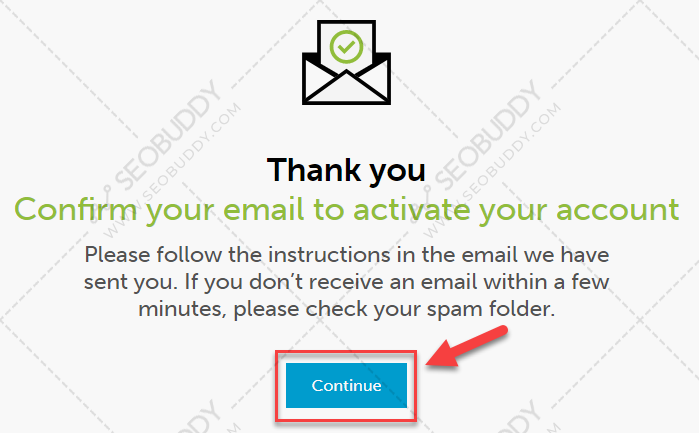 Thank you
Confirm your email to activate your account
Please follow the instructions in the email we have
sent you. If you don’t receive an email within a few
minutes, please check your spam folder.
Continue
SEOBUDDY
WWW.SEOBUDDY.COM
SEOBUDDY
WWW.SEOBUDDY.COM
SEOBUDDY
SEOBUDDY